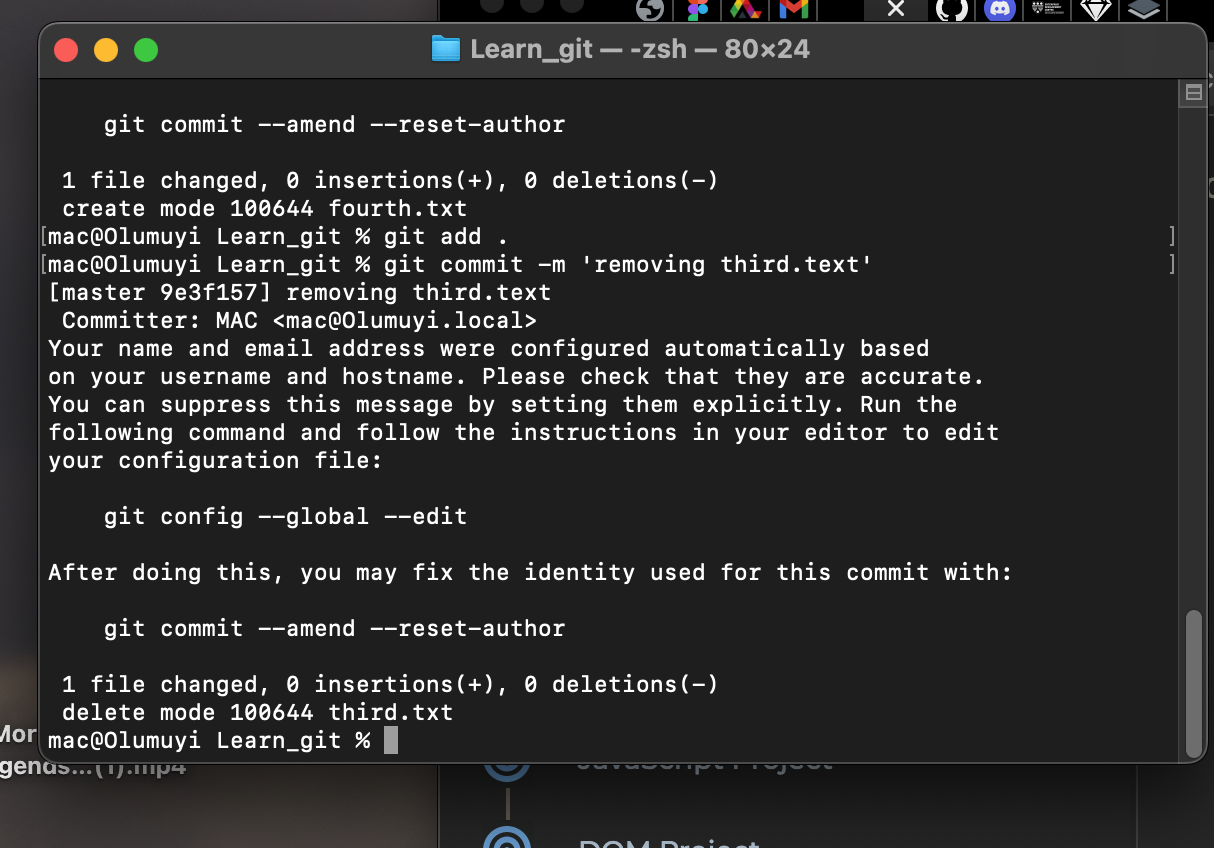 Learn_git — -zsh — 80×24
git commit --amend --reset-author
1 file changed, 0 insertions(+), 0 deletions(-)
create mode 100644 fourth.txt
[mac@Olumuyi Learn_git % git add . ]
[mac@Olumuyi Learn_git % git commit -m 'removing third.text' ]
[master 9e3f157] removing third.text
Committer: MAC <mac@Olumuyi.local>
Your name and email address were configured automatically based
on your username and hostname. Please check that they are accurate.
You can suppress this message by setting them explicitly. Run the
following command and follow the instructions in your editor to edit
your configuration file:
git config --global --edit
After doing this, you may fix the identity used for this commit with:
git commit --amend --reset-author
1 file changed, 0 insertions(+), 0 deletions(-)
delete mode 100644 third.txt
mac@Olumuyi Learn_git %
Mor
gends...(1).mp4
JavaScript Project
DOM Project